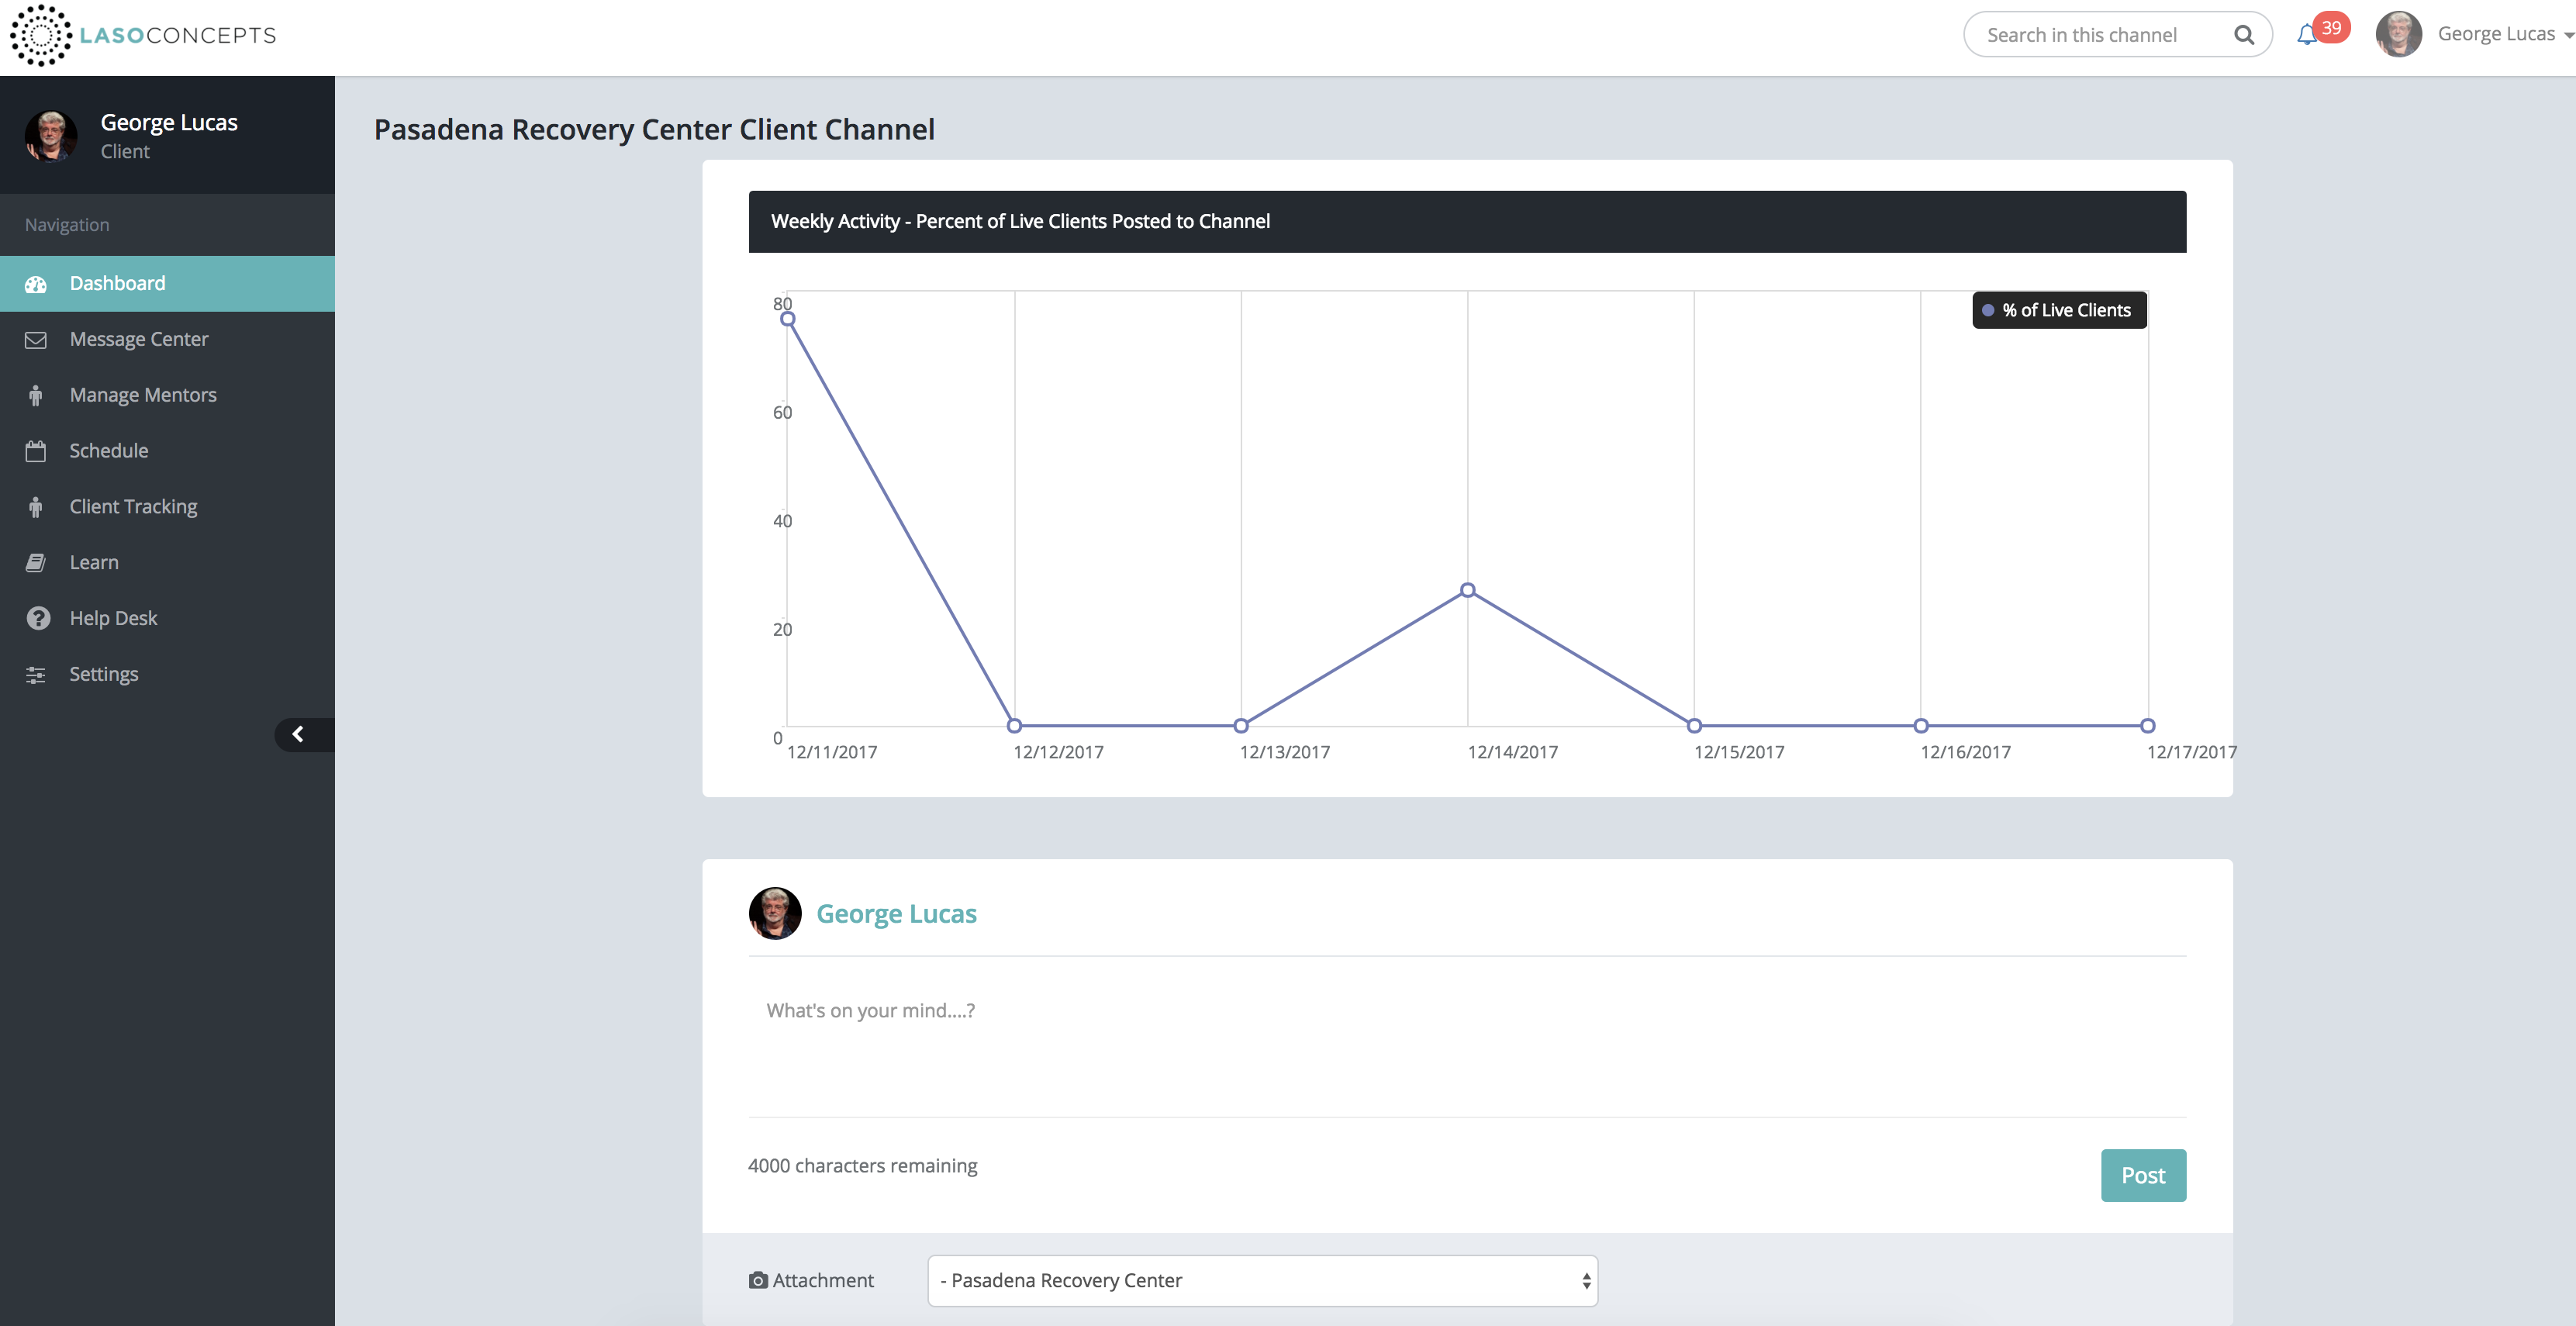 LASOCONCEPTS
Search in this channel
39
George Lucas
George Lucas
Client
Navigation
Dashboard
Message Center
Manage Mentors
Schedule
Client Tracking
Learn
Help Desk
Settings
Pasadena Recovery Center Client Channel
Weekly Activity - Percent of Live Clients Posted to Channel
% of Live Clients
80
60
40
20
0
12/11/2017 12/12/2017 12/13/2017 12/14/2017 12/15/2017 12/16/2017 12/17/2017
George Lucas
What's on your mind....?
4000 characters remaining
Post
Attachment
- Pasadena Recovery Center